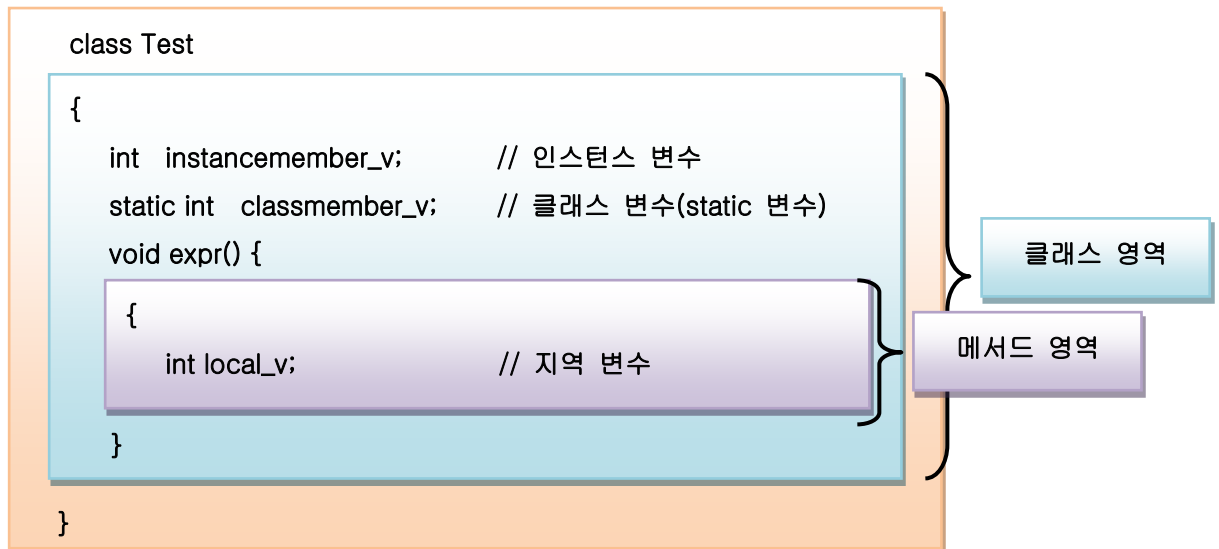 class Test
{
int instancemember_v; // 인스턴스 변수
static int classmember_v; // 클래스 변수(static 변수)
void expr() {
클래스 영역
{
메서드 영역
int local_v; // 지역 변수
}
}